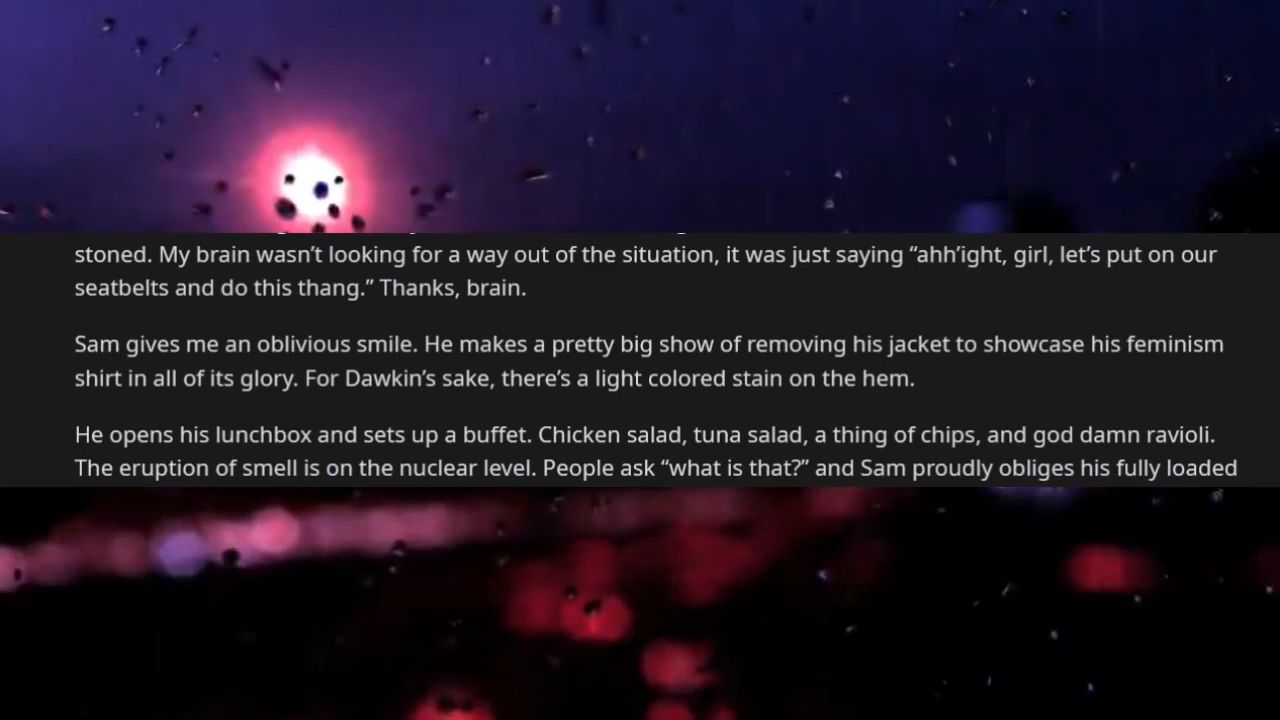 stoned. My brain wasn’t looking for a way out of the situation, it was just saying “ahh’ight, girl, let’s put on our
seatbelts and do this thang.” Thanks, brain.
Sam gives me an oblivious smile. He makes a pretty big show of removing his jacket to showcase his feminism
shirt in all of its glory. For Dawkin’s sake, there’s a light colored stain on the hem.
He opens his lunchbox and sets up a buffet. Chicken salad, tuna salad, a thing of chips, and god damn ravioli.
The eruption of smell is on the nuclear level. People ask “what is that?” and Sam proudly obliges his fully loaded